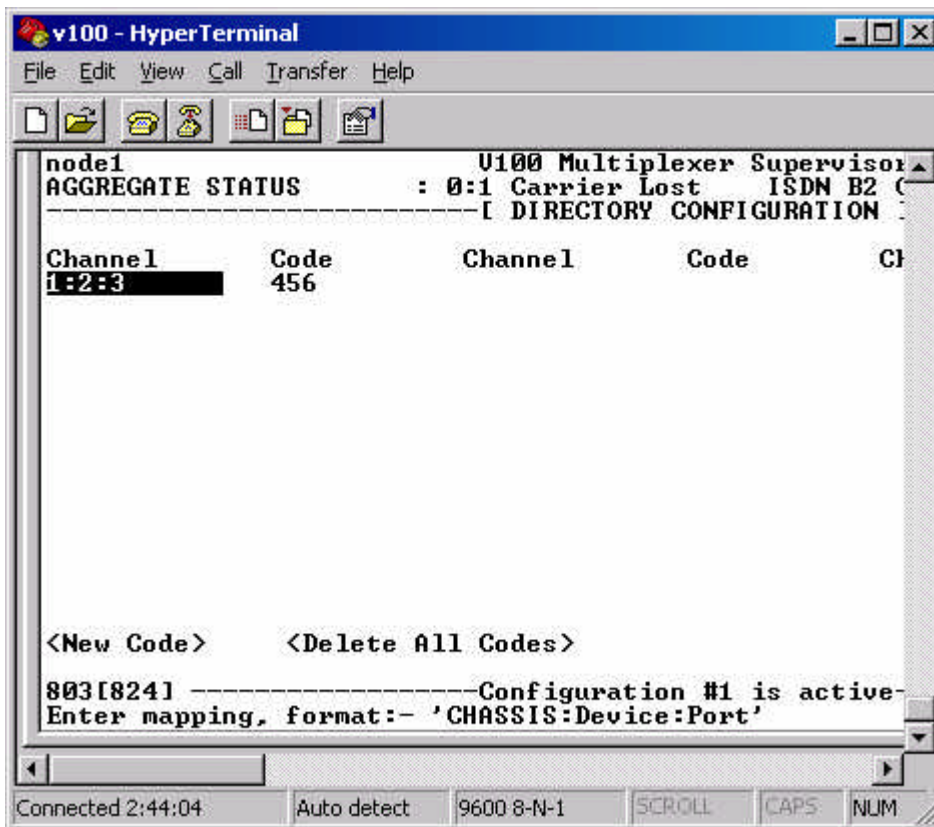 v100 - HyperTerminal
File Edit View Call Transfer Help
node1 V100 Multiplexer Supervisor
AGGREGATE STATUS : 0:1 Carrier Lost ISDN B2
------------------------------[ DIRECTORY CONFIGURATION ]
Channel Code Channel Code
1:2:3 456
<New Code> <Delete All Codes>
803[824] --------------------Configuration #1 is active-
Enter mapping, format:- 'CHASSIS:Device:Port'
Connected 2:44:04 Auto detect 9600 8-N-1 SCROLL CAPS NUM